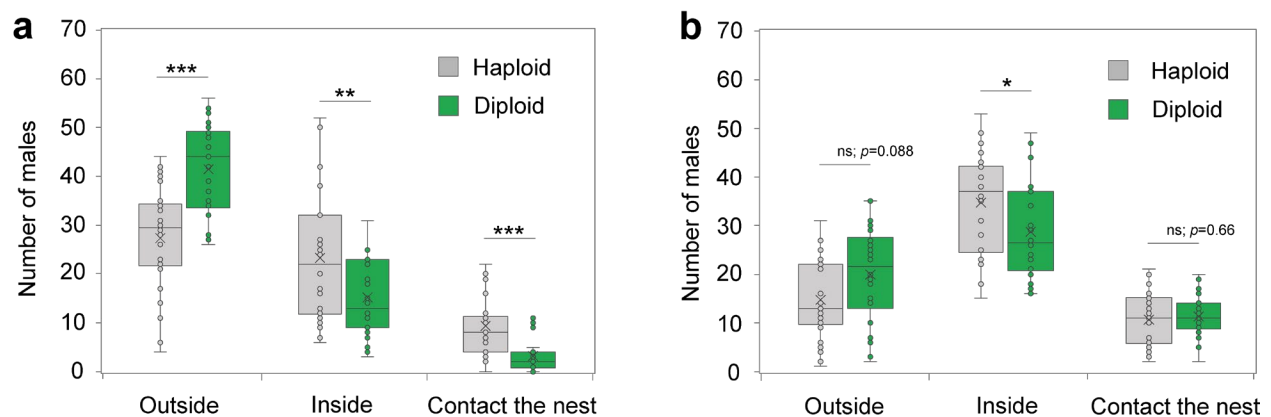 a
70
60
50
40
30
20
10
0
Number of males
***
**
***
Haploid
Diploid
Outside
Inside
Contact the nest
b
70
60
50
40
30
20
10
0
Number of males
ns; p=0.088
*
ns; p=0.66
Haploid
Diploid
Outside
Inside
Contact the nest